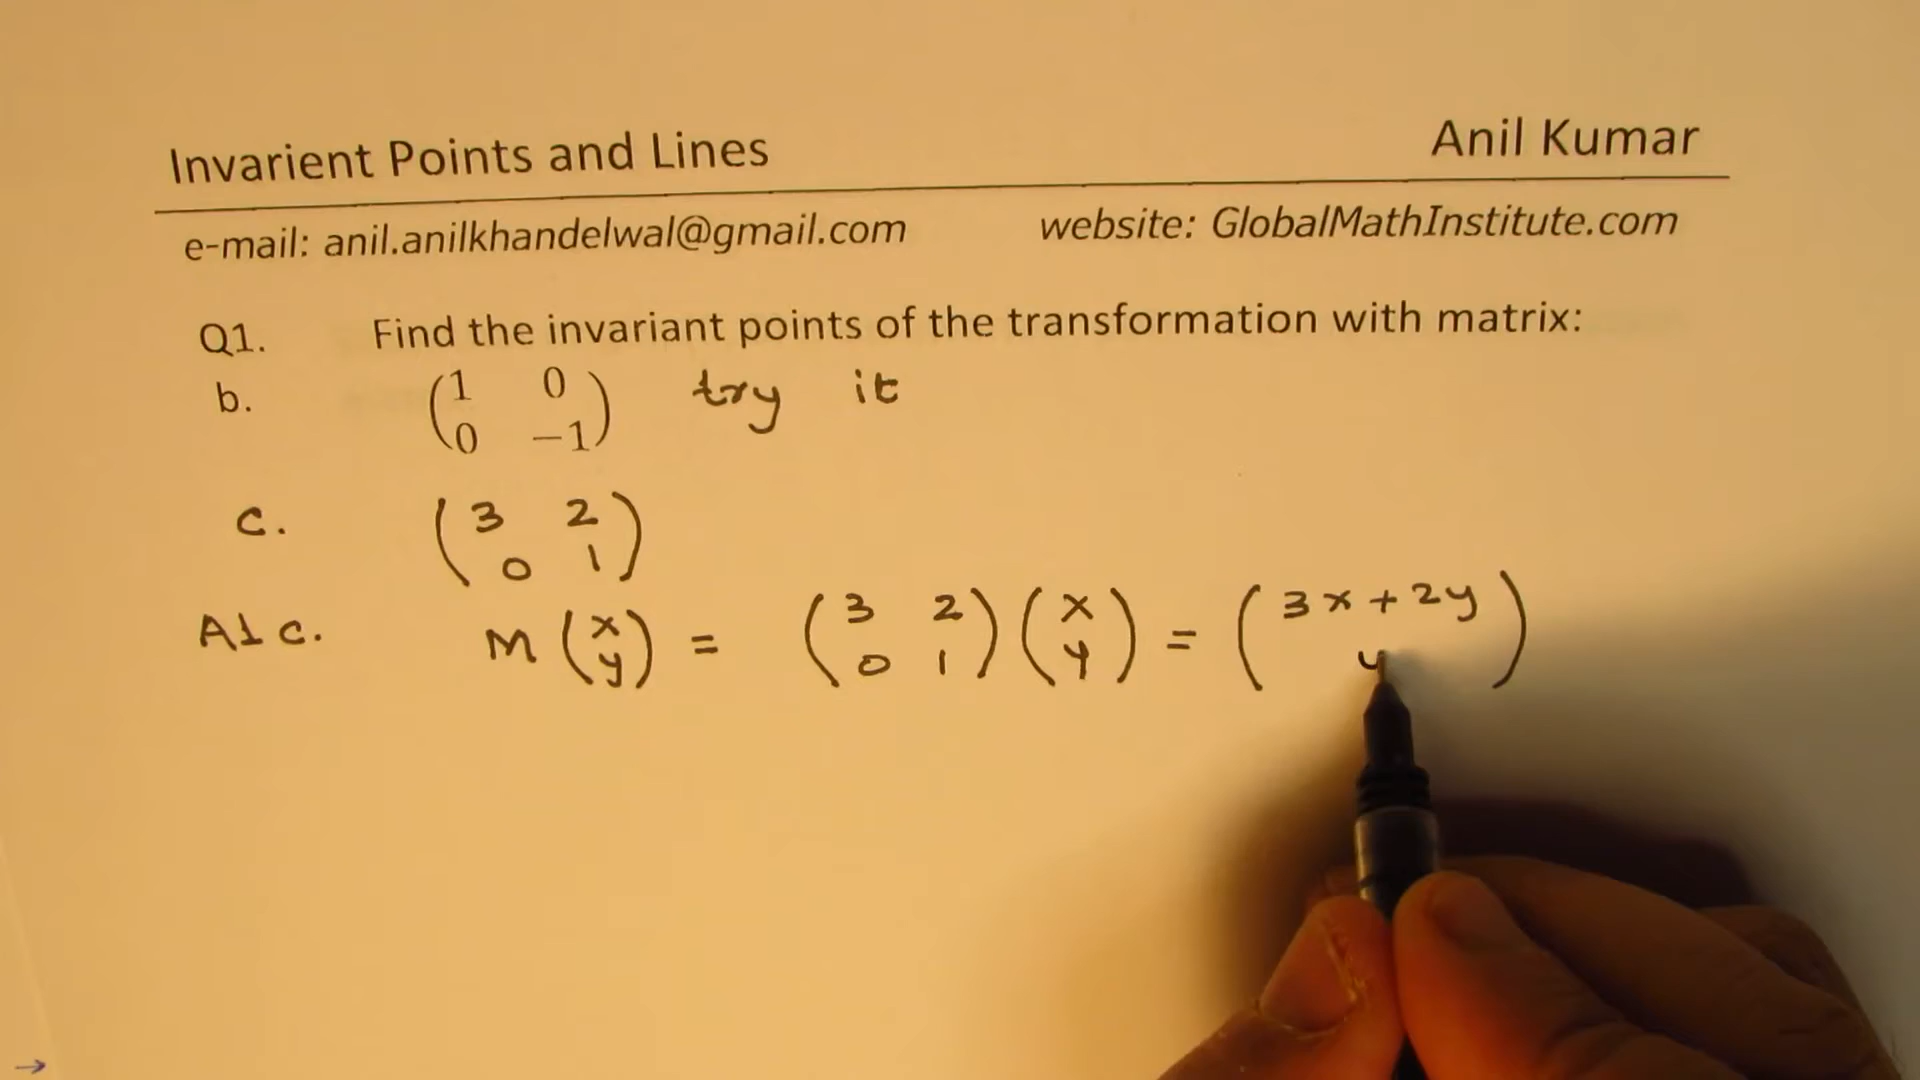 Invarient Points and Lines Anil Kumar
e-mail: anil.anilkhandelwal@gmail.com website: GlobalMathInstitute.com
Q1. Find the invariant points of the transformation with matrix:
b. (1 0) try it
(0 −1)
c. (3 2)
(0 1)
A1 c. M (x) = (3 2) (x) = (3x + 2y)
(y) (0 1) (y) (y)